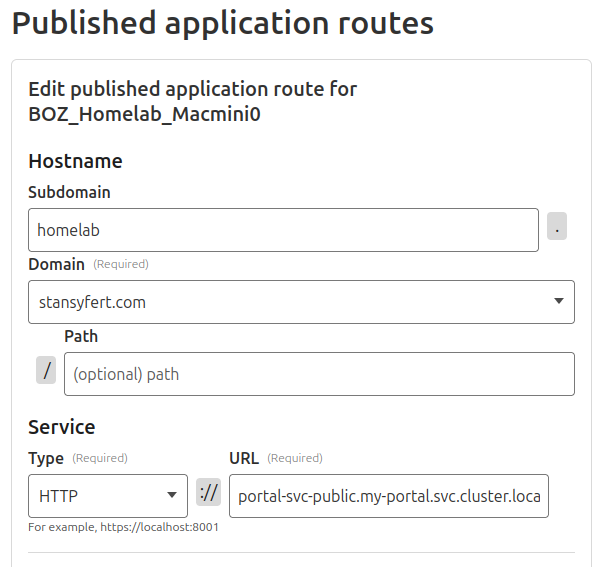 Published application routes
Edit published application route for
BOZ_Homelab_Macmini0
Hostname
Subdomain
homelab
.
Domain (Required)
stansyfert.com
Path
/ (optional) path
Service
Type (Required) URL (Required)
HTTP :// portal-svc-public.my-portal.svc.cluster.loca
For example, https://localhost:8001